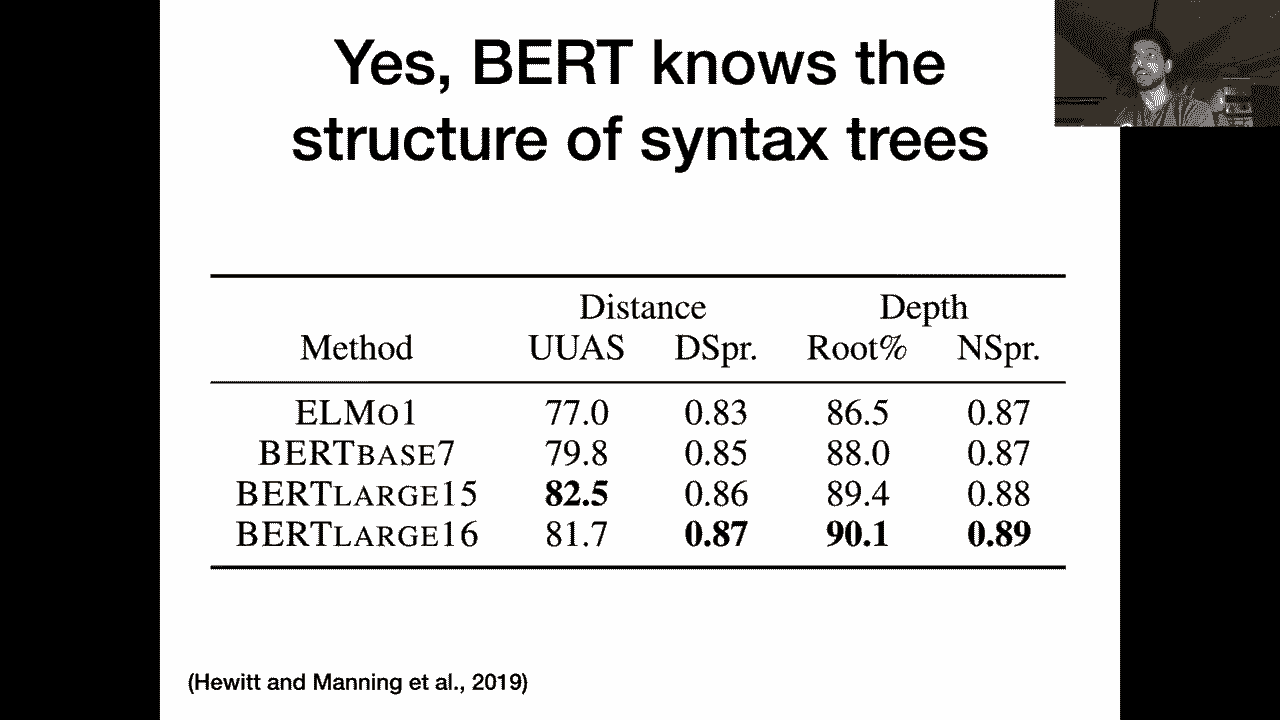 Yes, BERT knows the
structure of syntax trees
Distance Depth
Method UUAS DSpr. Root% NSpr.
ELMO1 77.0 0.83 86.5 0.87
BERTBASE7 79.8 0.85 88.0 0.87
BERTLARGE15 82.5 0.86 89.4 0.88
BERTLARGE16 81.7 0.87 90.1 0.89
(Hewitt and Manning et al., 2019)